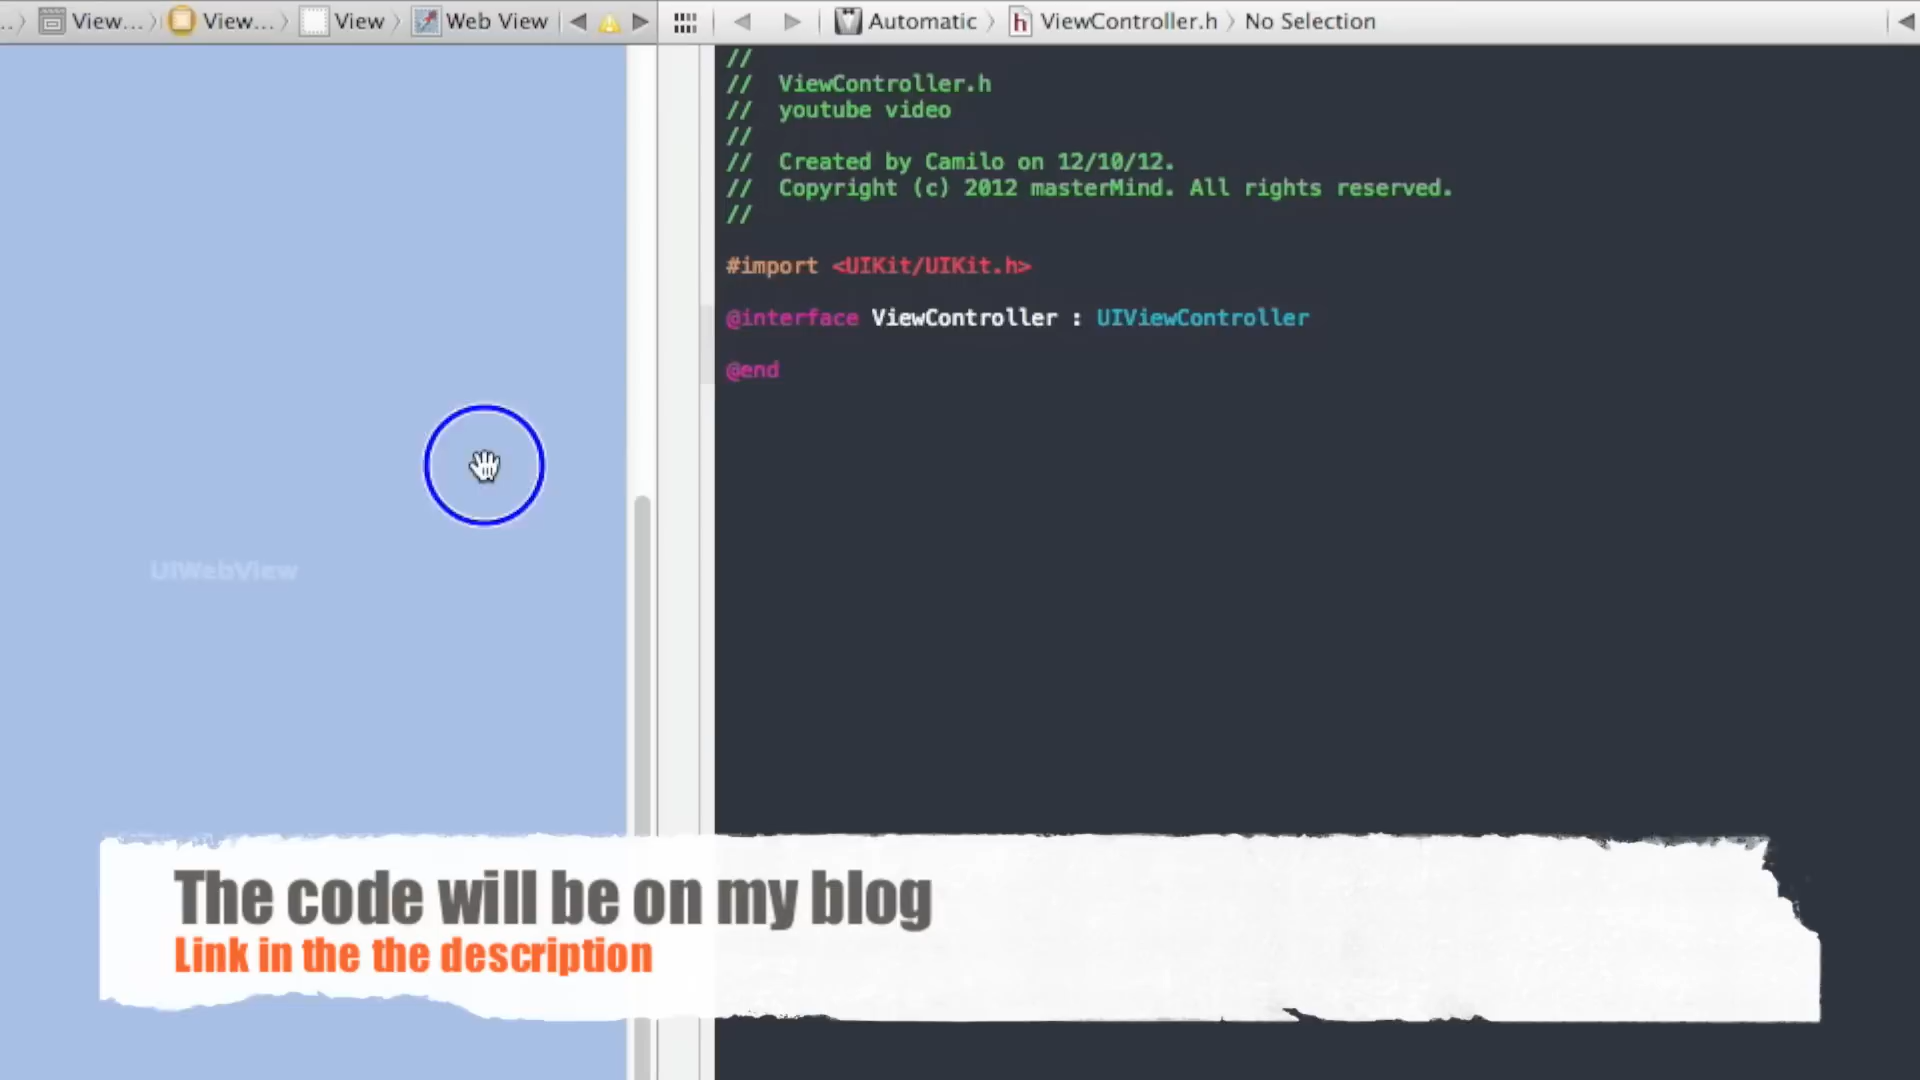 View... View... View Web View
Automatic ViewController.h No Selection
//
// ViewController.h
// youtube video
//
// Created by Camilo on 12/10/12.
// Copyright (c) 2012 masterMind. All rights reserved.
//
#import <UIKit/UIKit.h>
@interface ViewController : UIViewController
@end
UIWebView
The code will be on my blog
Link in the the description